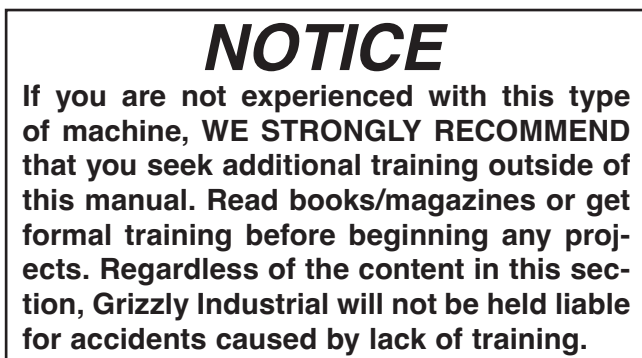 NOTICE
If you are not experienced with this type
of machine, WE STRONGLY RECOMMEND
that you seek additional training outside of
this manual. Read books/magazines or get
formal training before beginning any proj-
ects. Regardless of the content in this sec-
tion, Grizzly Industrial will not be held liable
for accidents caused by lack of training.